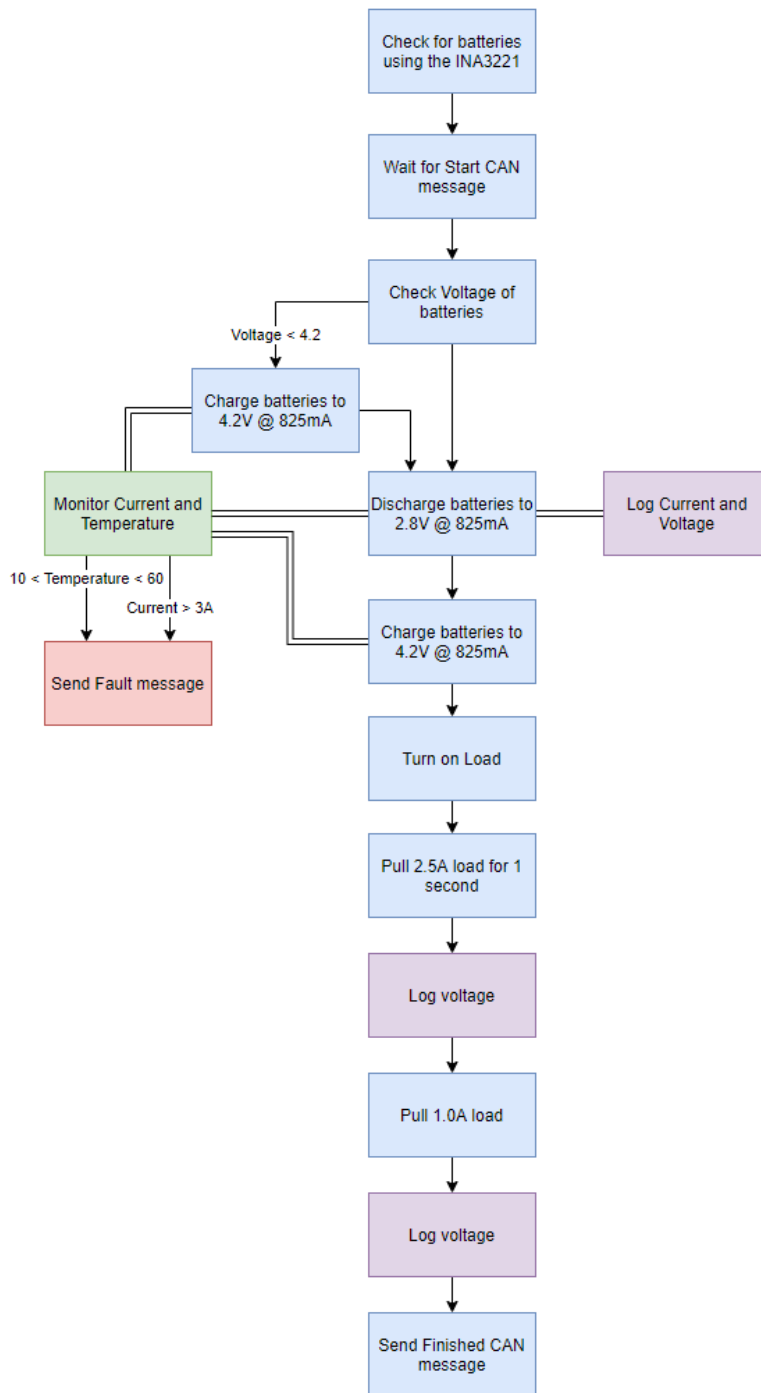 Check for batteries
using the INA3221
Wait for Start CAN
message
Check Voltage of
batteries
Voltage < 4.2
Charge batteries to
4.2V @ 825mA
Monitor Current and
Temperature
Discharge batteries to
2.8V @ 825mA
Log Current and
Voltage
10 < Temperature < 60
Current > 3A
Charge batteries to
4.2V @ 825mA
Send Fault message
Turn on Load
Pull 2.5A load for 1
second
Log voltage
Pull 1.0A load
Log voltage
Send Finished CAN
message